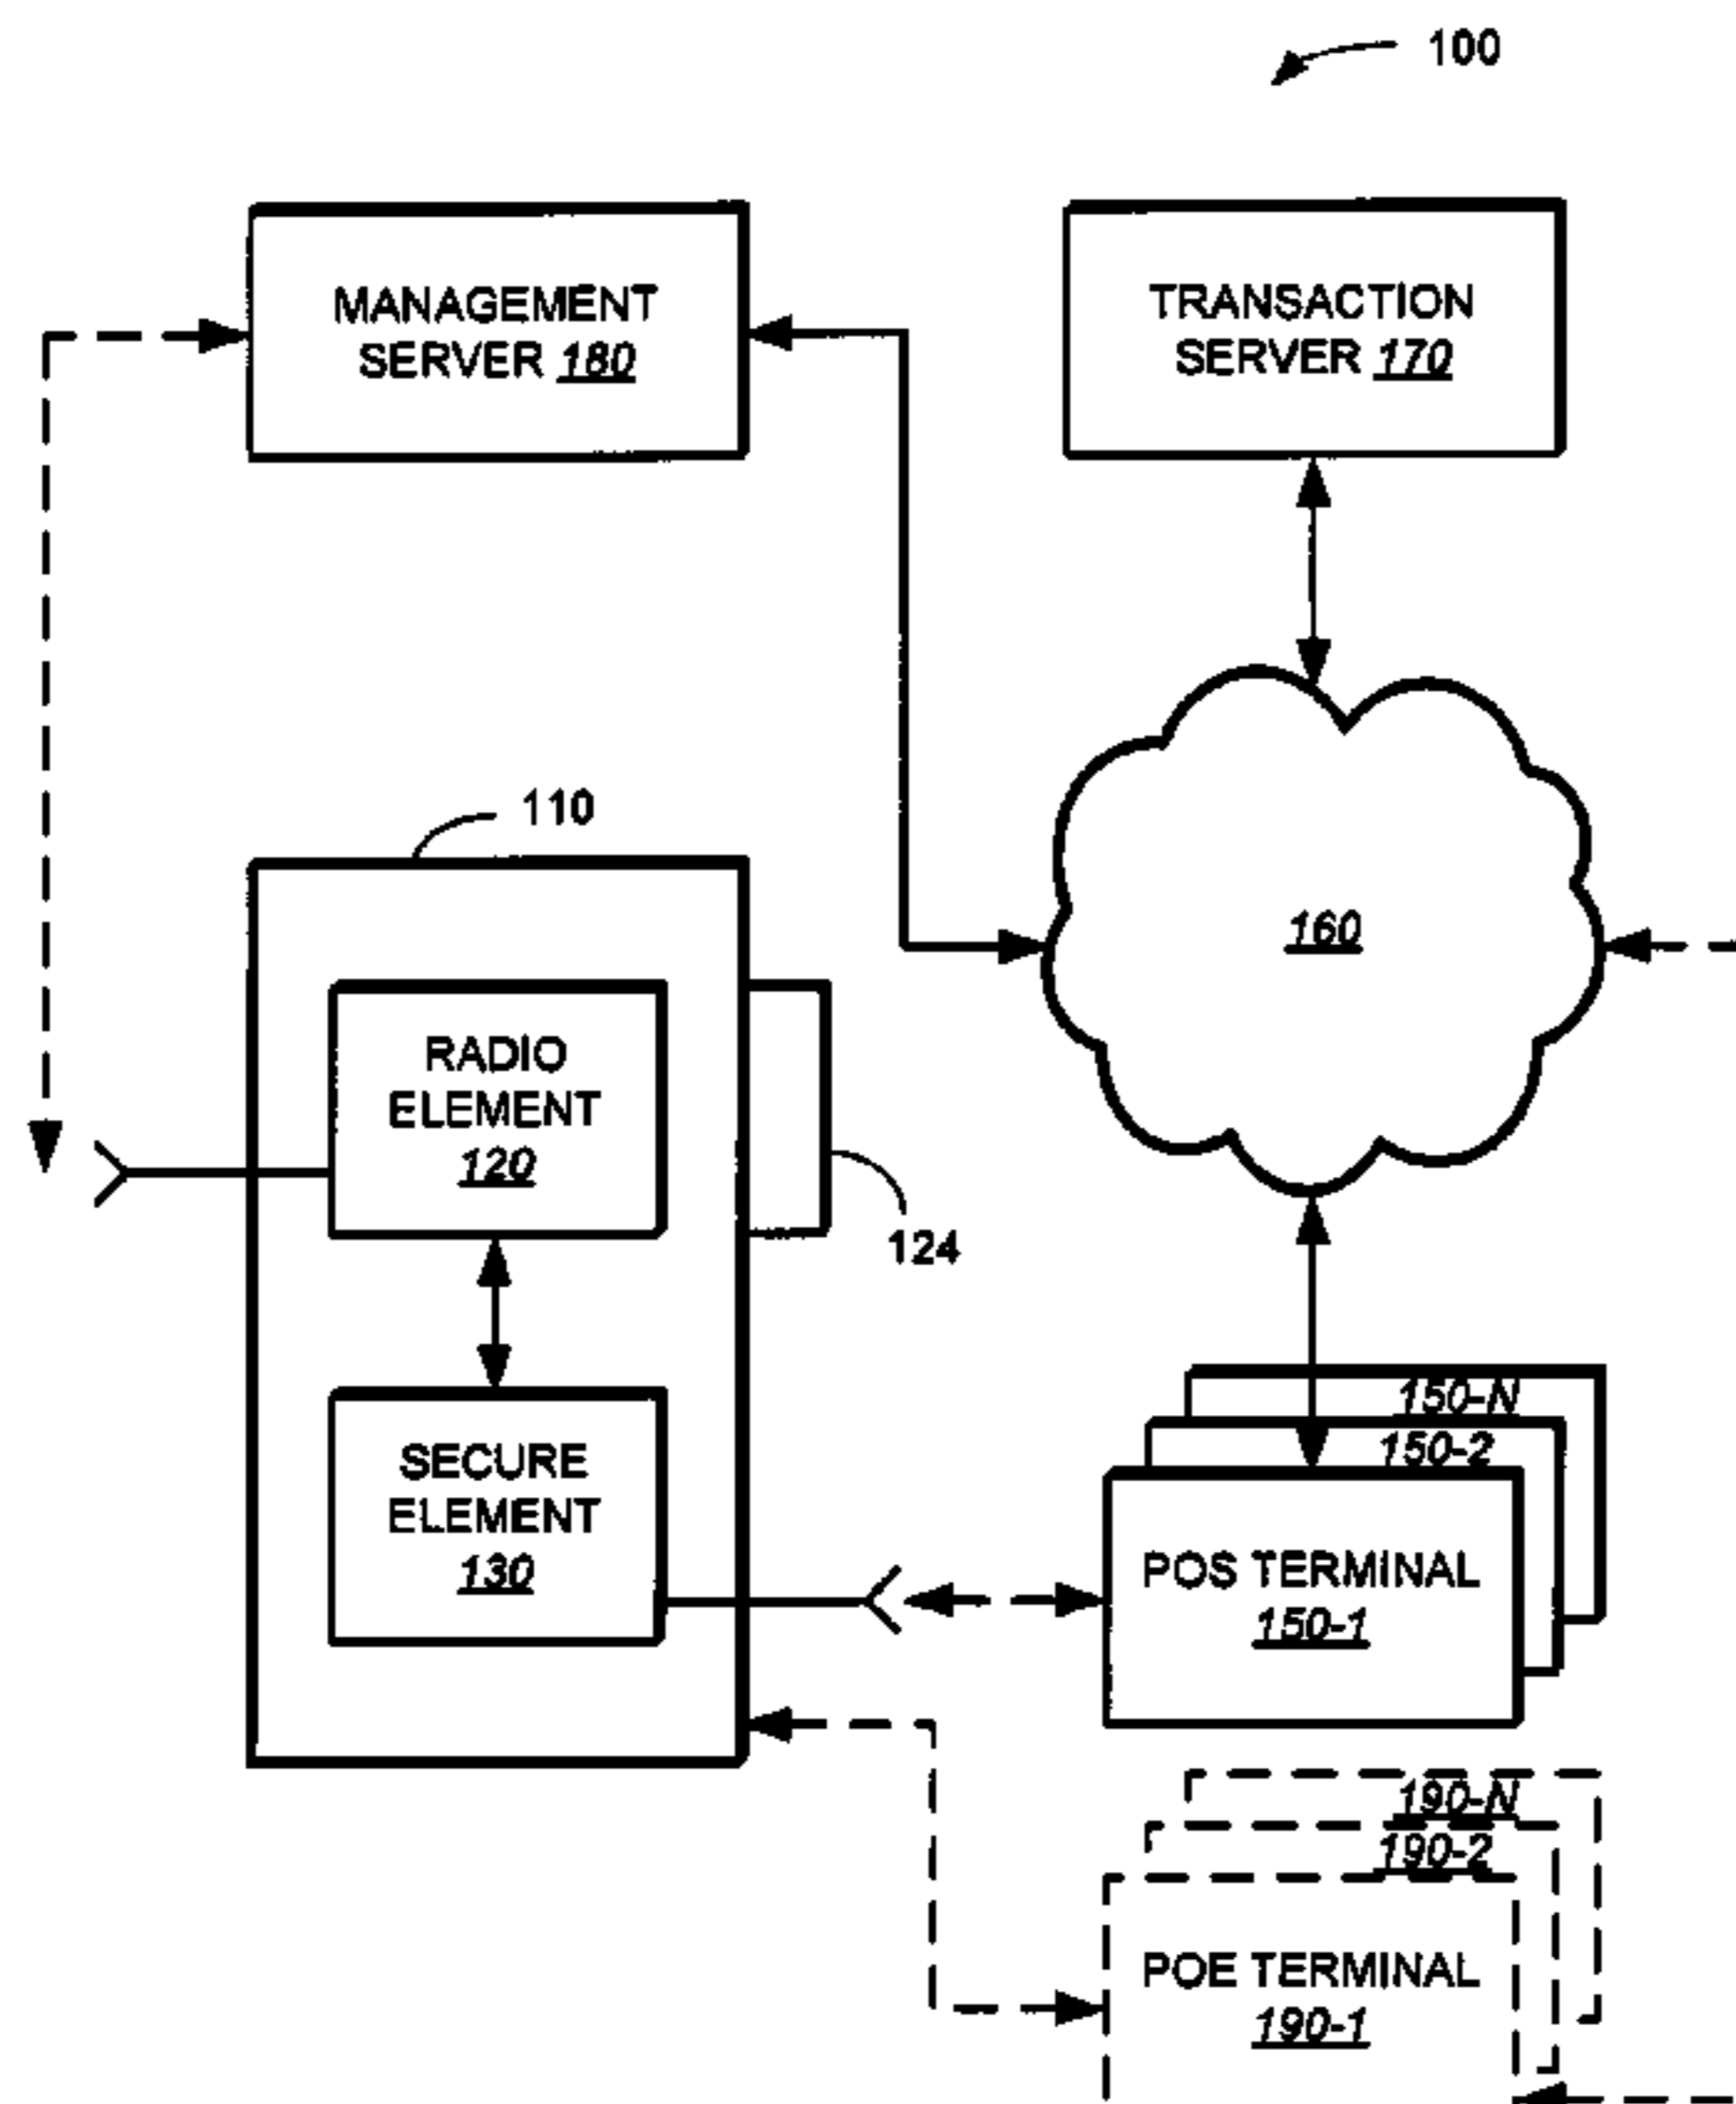 100
MANAGEMENT
SERVER 180
TRANSACTION
SERVER 170
110
160
RADIO
ELEMENT
120
124
SECURE
ELEMENT
130
150-N
150-2
POS TERMINAL
150-1
190-N
190-2
POE TERMINAL
190-1